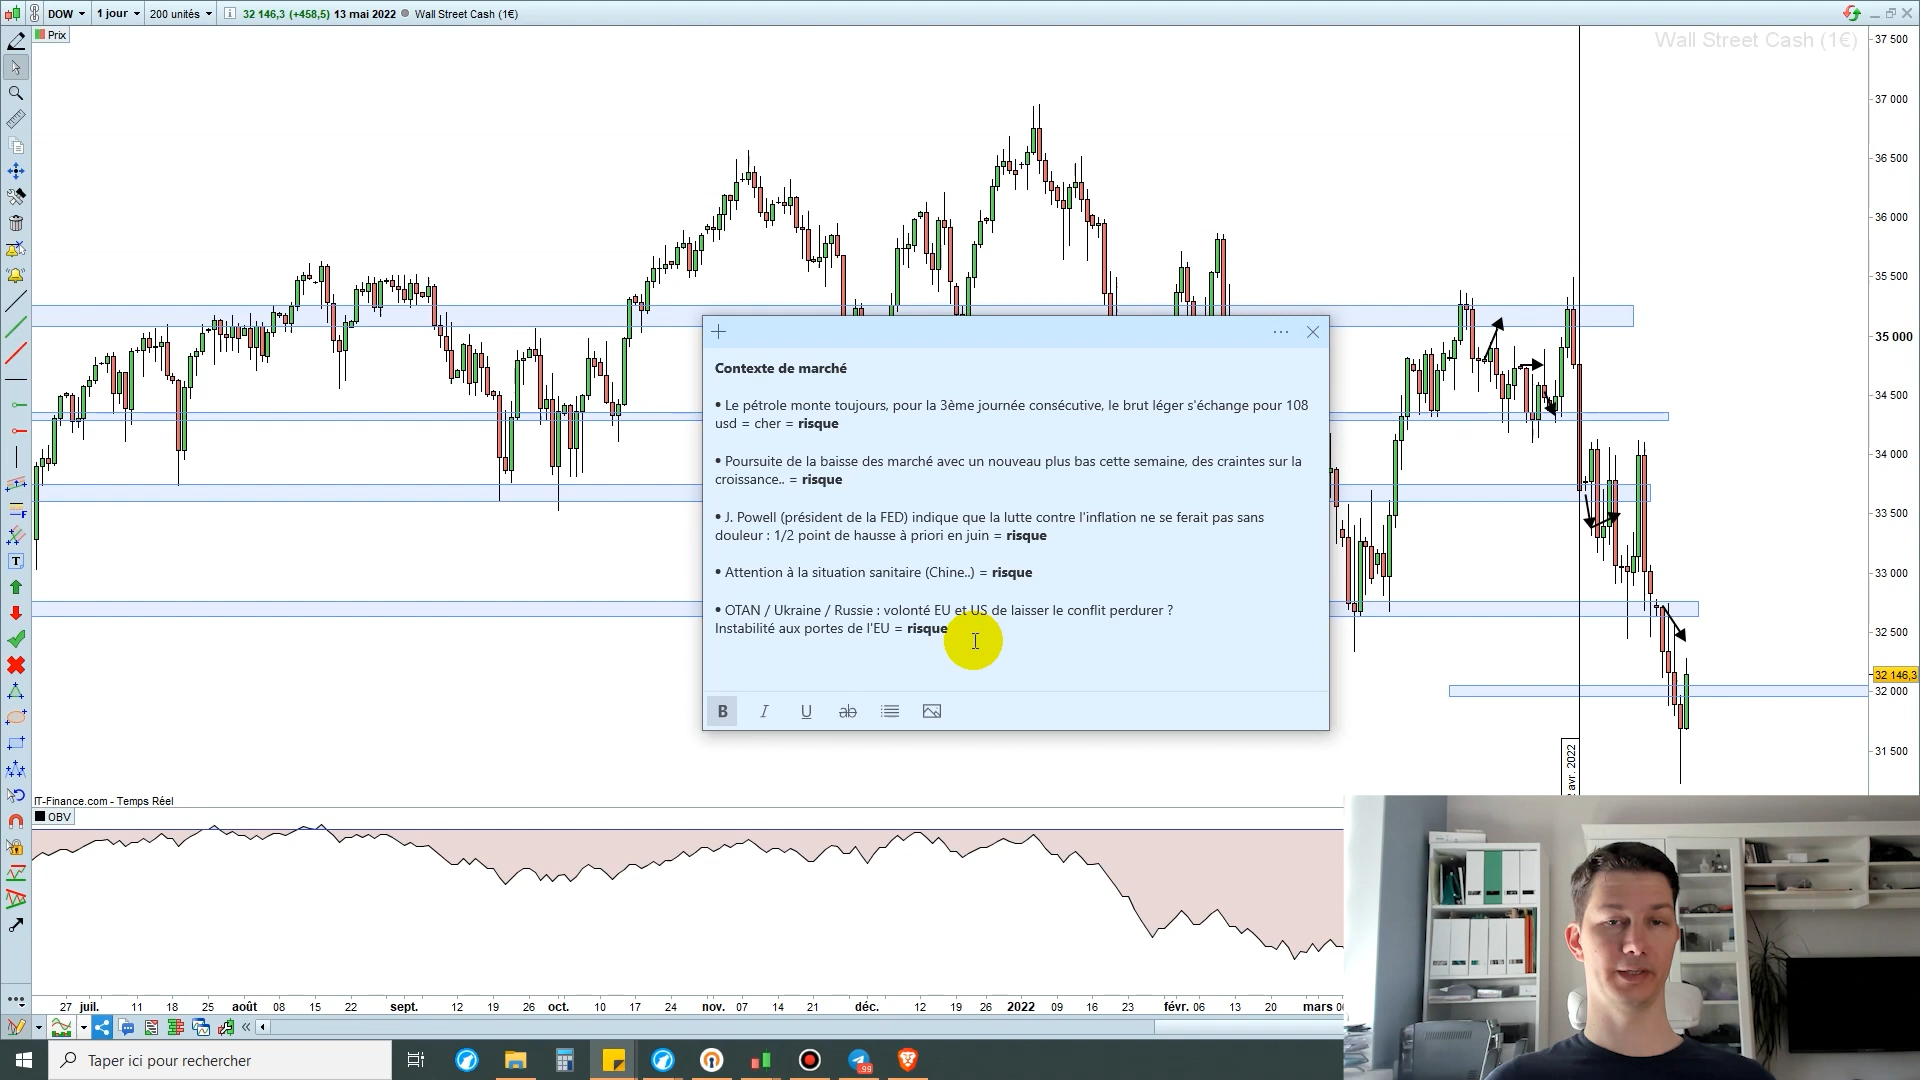 DOW
1 jour
200 unités
32 146,3 (+458,5) 13 mai 2022
Wall Street Cash (1€)
Prix
Wall Street Cash (1€)
37 500
37 000
36 500
36 000
35 500
35 000
34 500
34 000
33 500
33 000
32 500
32 146,3
32 000
31 500
Contexte de marché
• Le pétrole monte toujours, pour la 3ème journée consécutive, le brut léger s'échange pour 108
usd = cher = risque
• Poursuite de la baisse des marché avec un nouveau plus bas cette semaine, des craintes sur la
croissance.. = risque
• J. Powell (président de la FED) indique que la lutte contre l'inflation ne se ferait pas sans
douleur : 1/2 point de hausse à priori en juin = risque
• Attention à la situation sanitaire (Chine..) = risque
• OTAN / Ukraine / Russie : volonté EU et US de laisser le conflit perdurer ?
Instabilité aux portes de l'EU = risque
B I U ab
avr. 2022
IT-Finance.com - Temps Réel
OBV
27 juil. 11 18 25 août 08 15 22 sept. 12 19 26 oct. 10 17 24 nov. 07 14 21 déc. 12 19 26 2022 09 16 23 févr. 06 13 20 mars
Taper ici pour rechercher
99